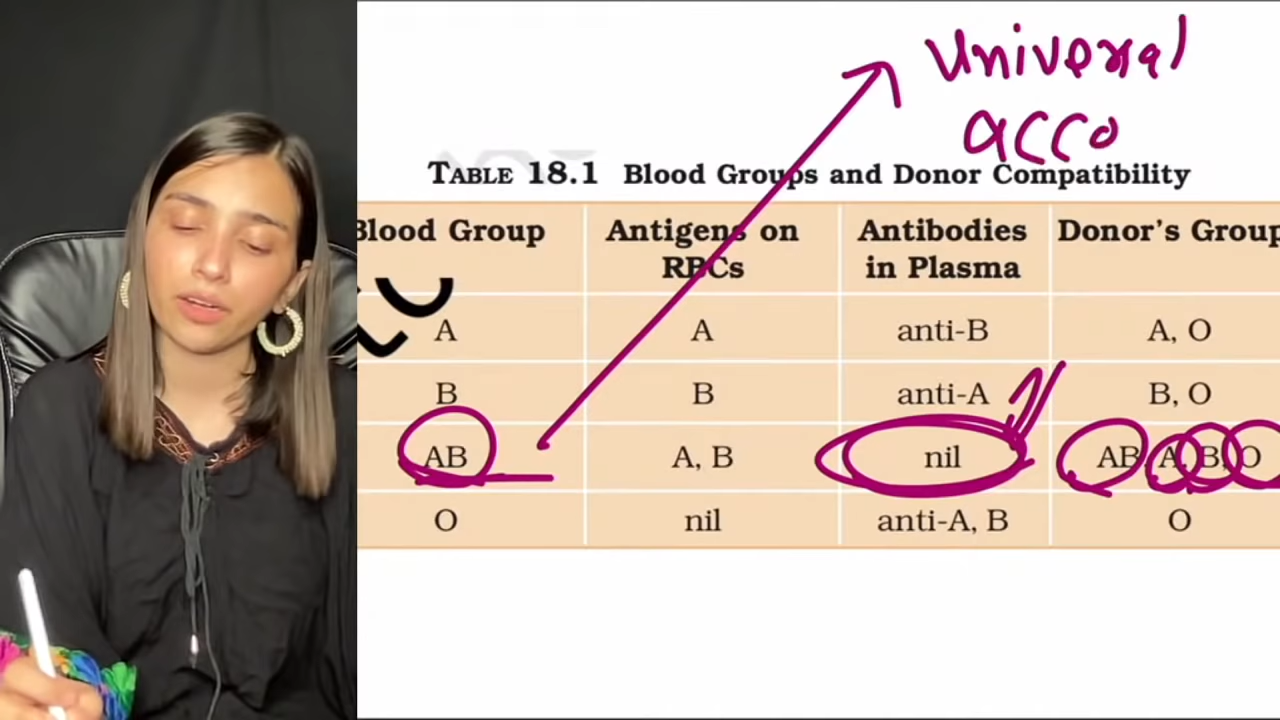 Universal
acco
TABLE 18.1 Blood Groups and Donor Compatibility
Blood Group Antigens on RBCs Antibodies in Plasma Donor's Group
A A anti-B A, O
B B anti-A B, O
AB A, B nil AB, A, B, O
O nil anti-A, B O